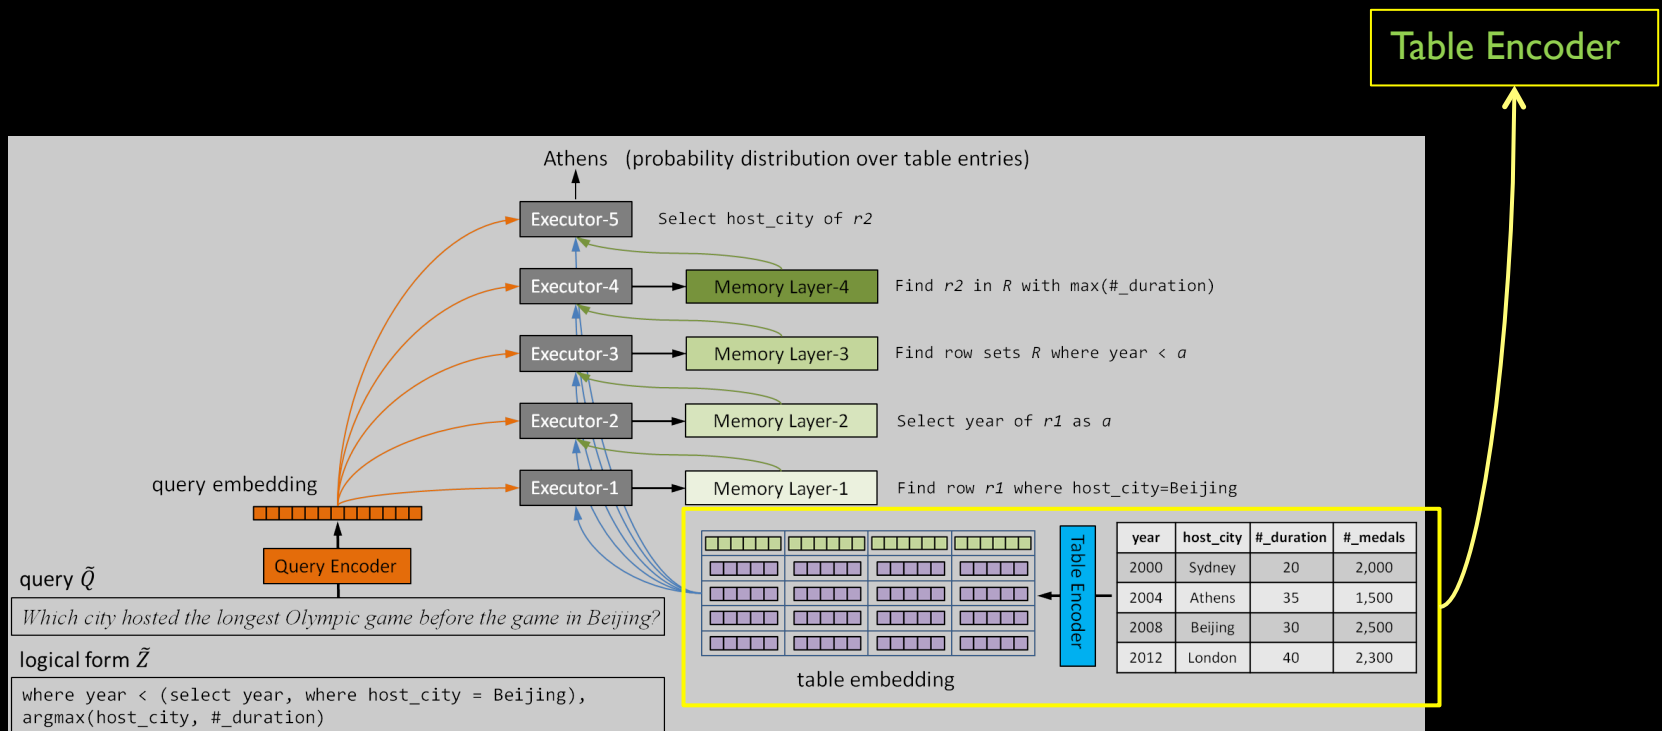 Table Encoder
Athens (probability distribution over table entries)
Executor-5 Select host_city of r2
Executor-4 Memory Layer-4 Find r2 in R with max(#_duration)
Executor-3 Memory Layer-3 Find row sets R where year < a
Executor-2 Memory Layer-2 Select year of r1 as a
Executor-1 Memory Layer-1 Find row r1 where host_city=Beijing
query embedding
Query Encoder
query Q̃
Which city hosted the longest Olympic game before the game in Beijing?
logical form Z̃
where year < (select year, where host_city = Beijing),
argmax(host_city, #_duration)
table embedding
Table Encoder
year host_city #_duration #_medals
2000 Sydney 20 2,000
2004 Athens 35 1,500
2008 Beijing 30 2,500
2012 London 40 2,300